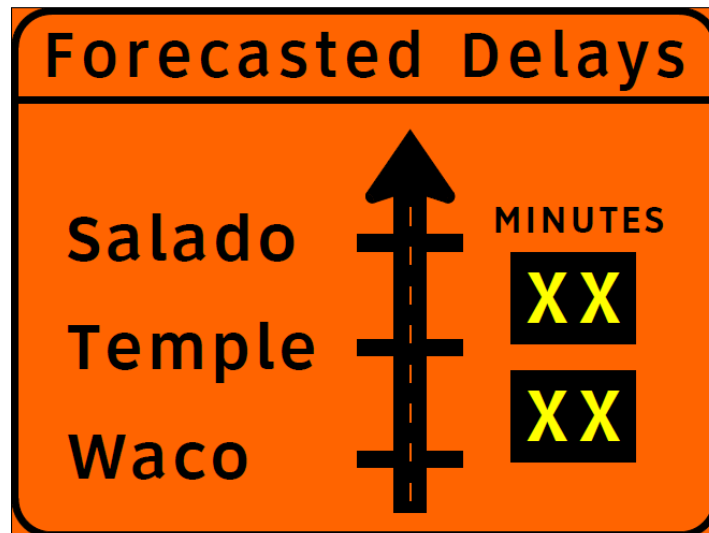 Forecasted Delays
MINUTES
Salado
XX
Temple
XX
Waco